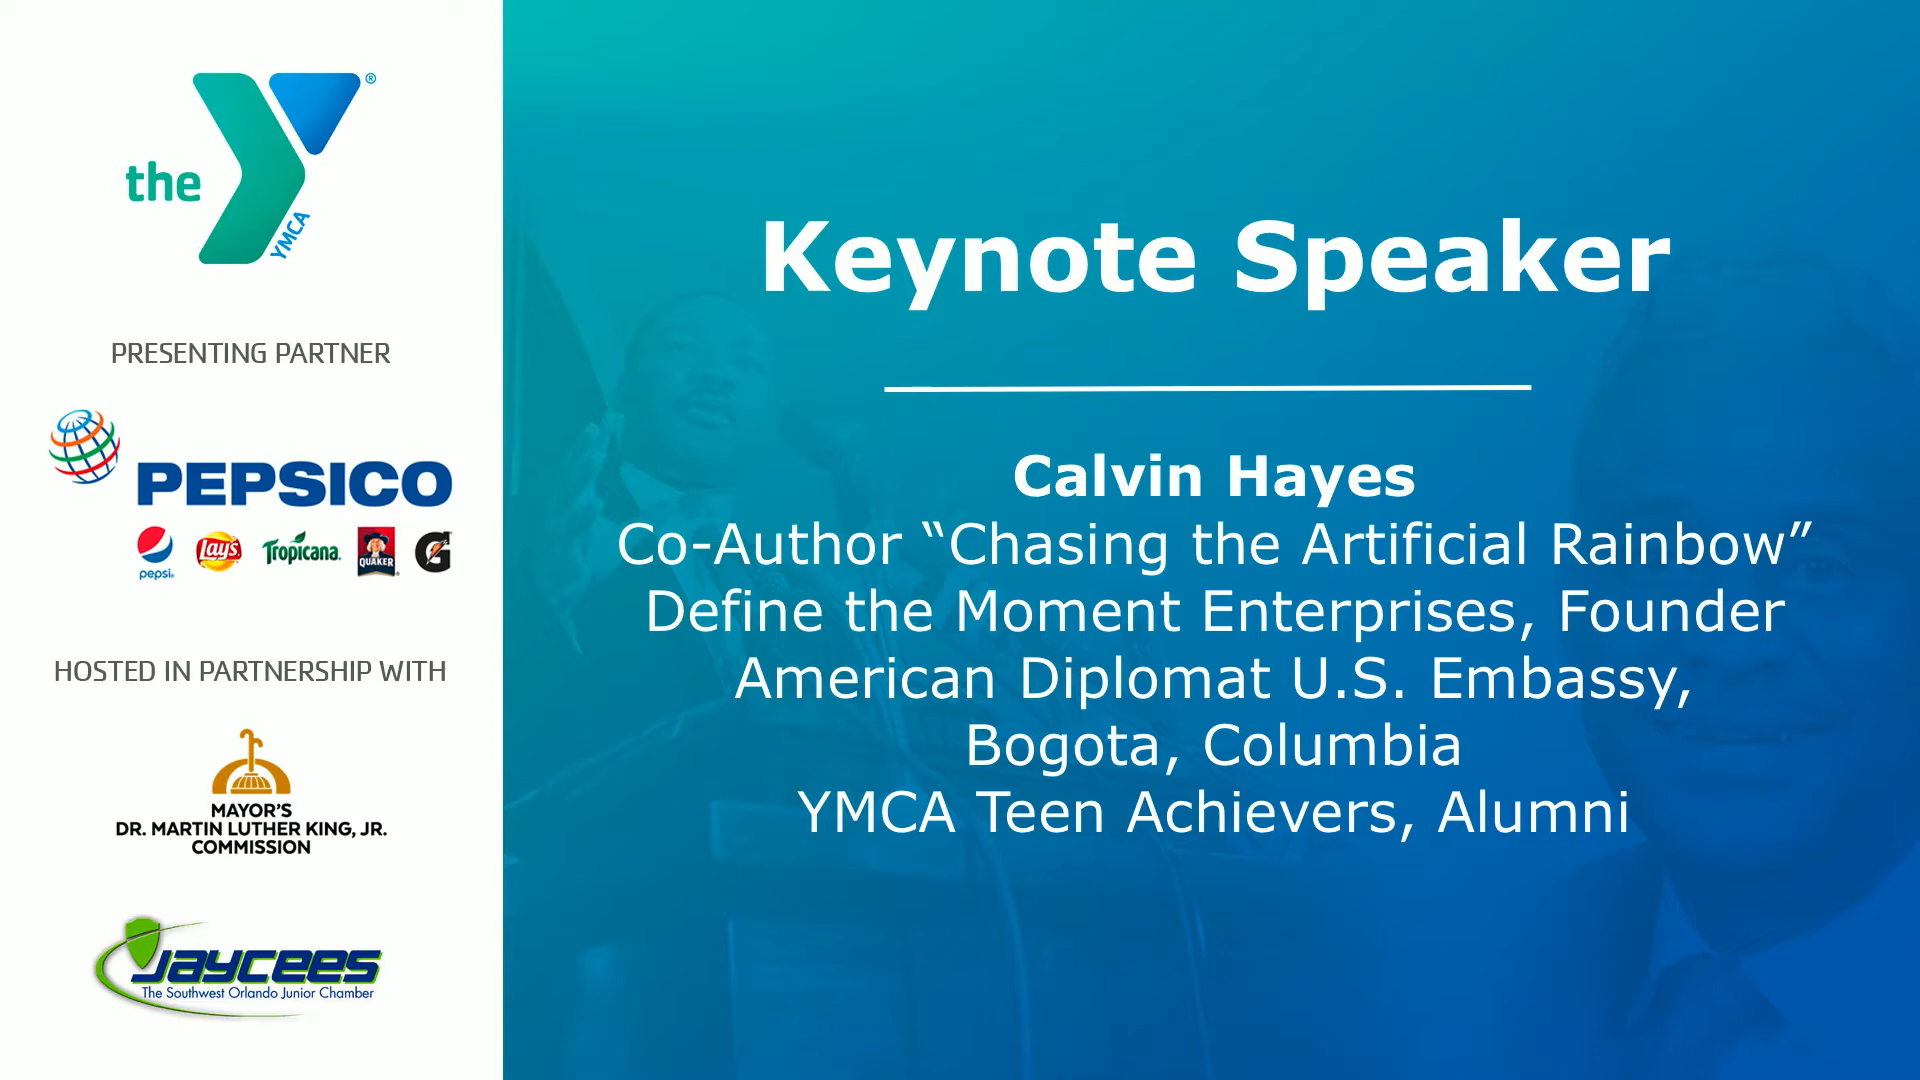 the
YMCA
®
PRESENTING PARTNER
PEPSICO
pepsi.
Lay's
Tropicana.
QUAKER
G
HOSTED IN PARTNERSHIP WITH
MAYOR'S
DR. MARTIN LUTHER KING, JR.
COMMISSION
Jaycees
The Southwest Orlando Junior Chamber
Keynote Speaker
Calvin Hayes
Co-Author “Chasing the Artificial Rainbow”
Define the Moment Enterprises, Founder
American Diplomat U.S. Embassy,
Bogota, Columbia
YMCA Teen Achievers, Alumni